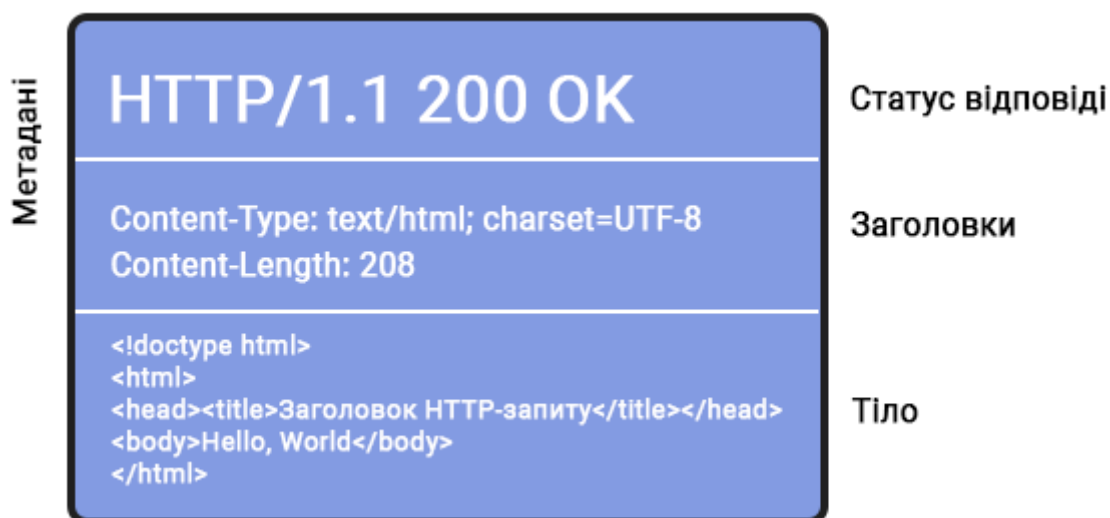 Метадані
HTTP/1.1 200 OK
Статус відповіді
Content-Type: text/html; charset=UTF-8
Content-Length: 208
Заголовки
<!doctype html>
<html>
<head><title>Заголовок HTTP-запиту</title></head>
<body>Hello, World</body>
</html>
Тіло